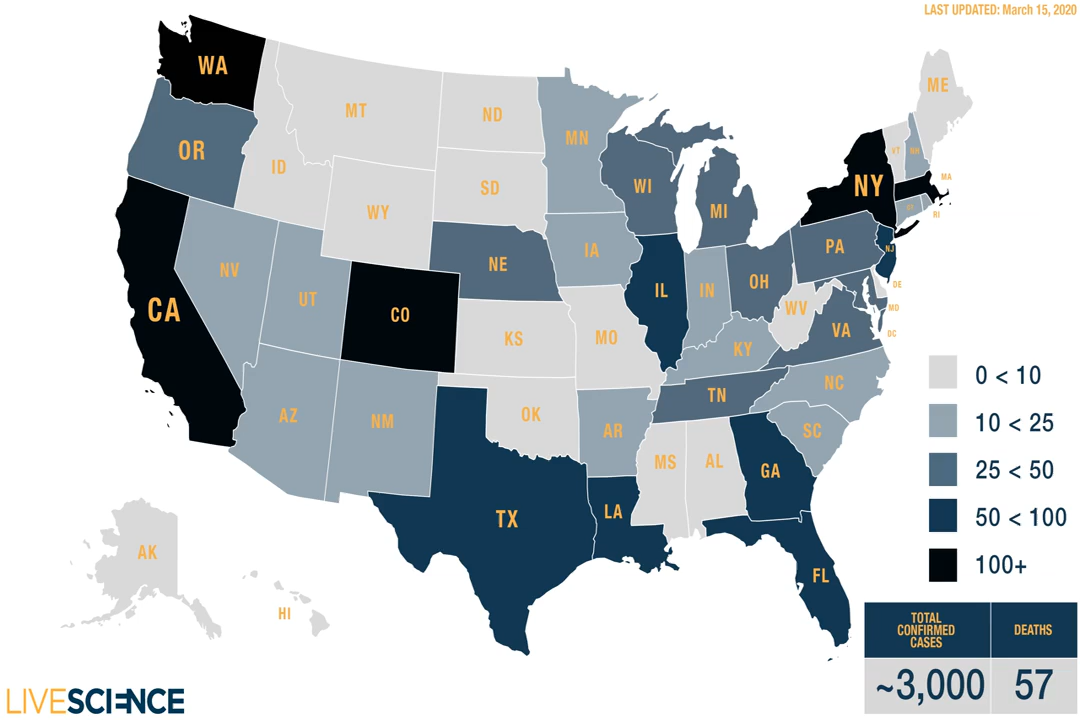 LAST UPDATED: March 15, 2020
WA
ME
MT
ND
OR
MN
VT
NH
ID
SD
WI
MA
NY
WY
MI
RI
CT
PA
NJ
IA
NE
NV
OH
IL
IN
DE
UT
WV
MD
CA
CO
VA
DC
KS
MO
KY
0 < 10
NC
TN
AZ
OK
10 < 25
NM
AR
SC
MS
AL
GA
25 < 50
TX
LA
50 < 100
AK
100+
FL
HI
TOTAL
CONFIRMED
CASES
DEATHS
~3,000
57
LIVESCIENCE